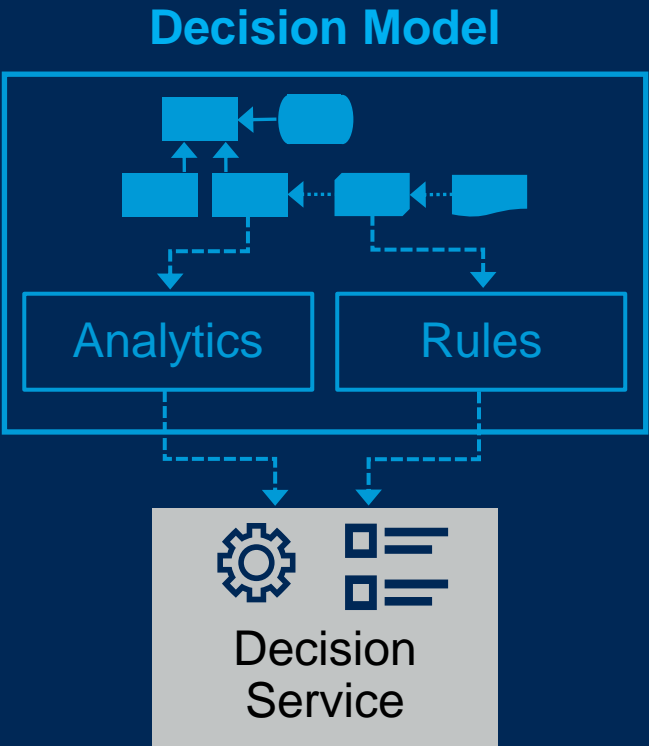 Decision Model
Analytics
Rules
Decision
Service